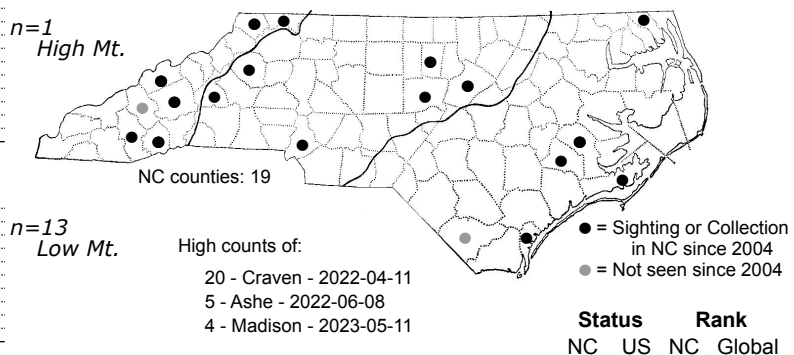 n=1
High Mt.
NC counties: 19
n=13
Low Mt.
High counts of:
20 - Craven - 2022-04-11
5 - Ashe - 2022-06-08
4 - Madison - 2023-05-11
= Sighting or Collection
in NC since 2004
= Not seen since 2004
Status Rank
NC US NC Global